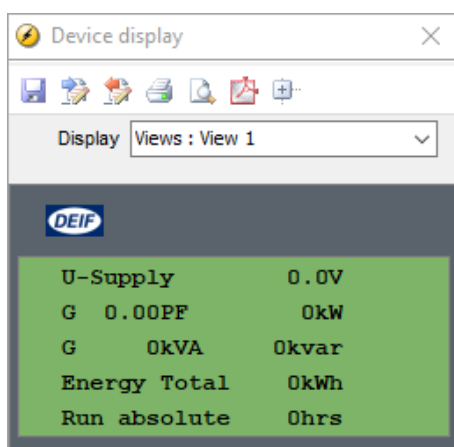 Device display
Display Views : View 1
DEIF
U-Supply 0.0V
G 0.00PF 0kW
G 0kVA 0kvar
Energy Total 0kWh
Run absolute 0hrs